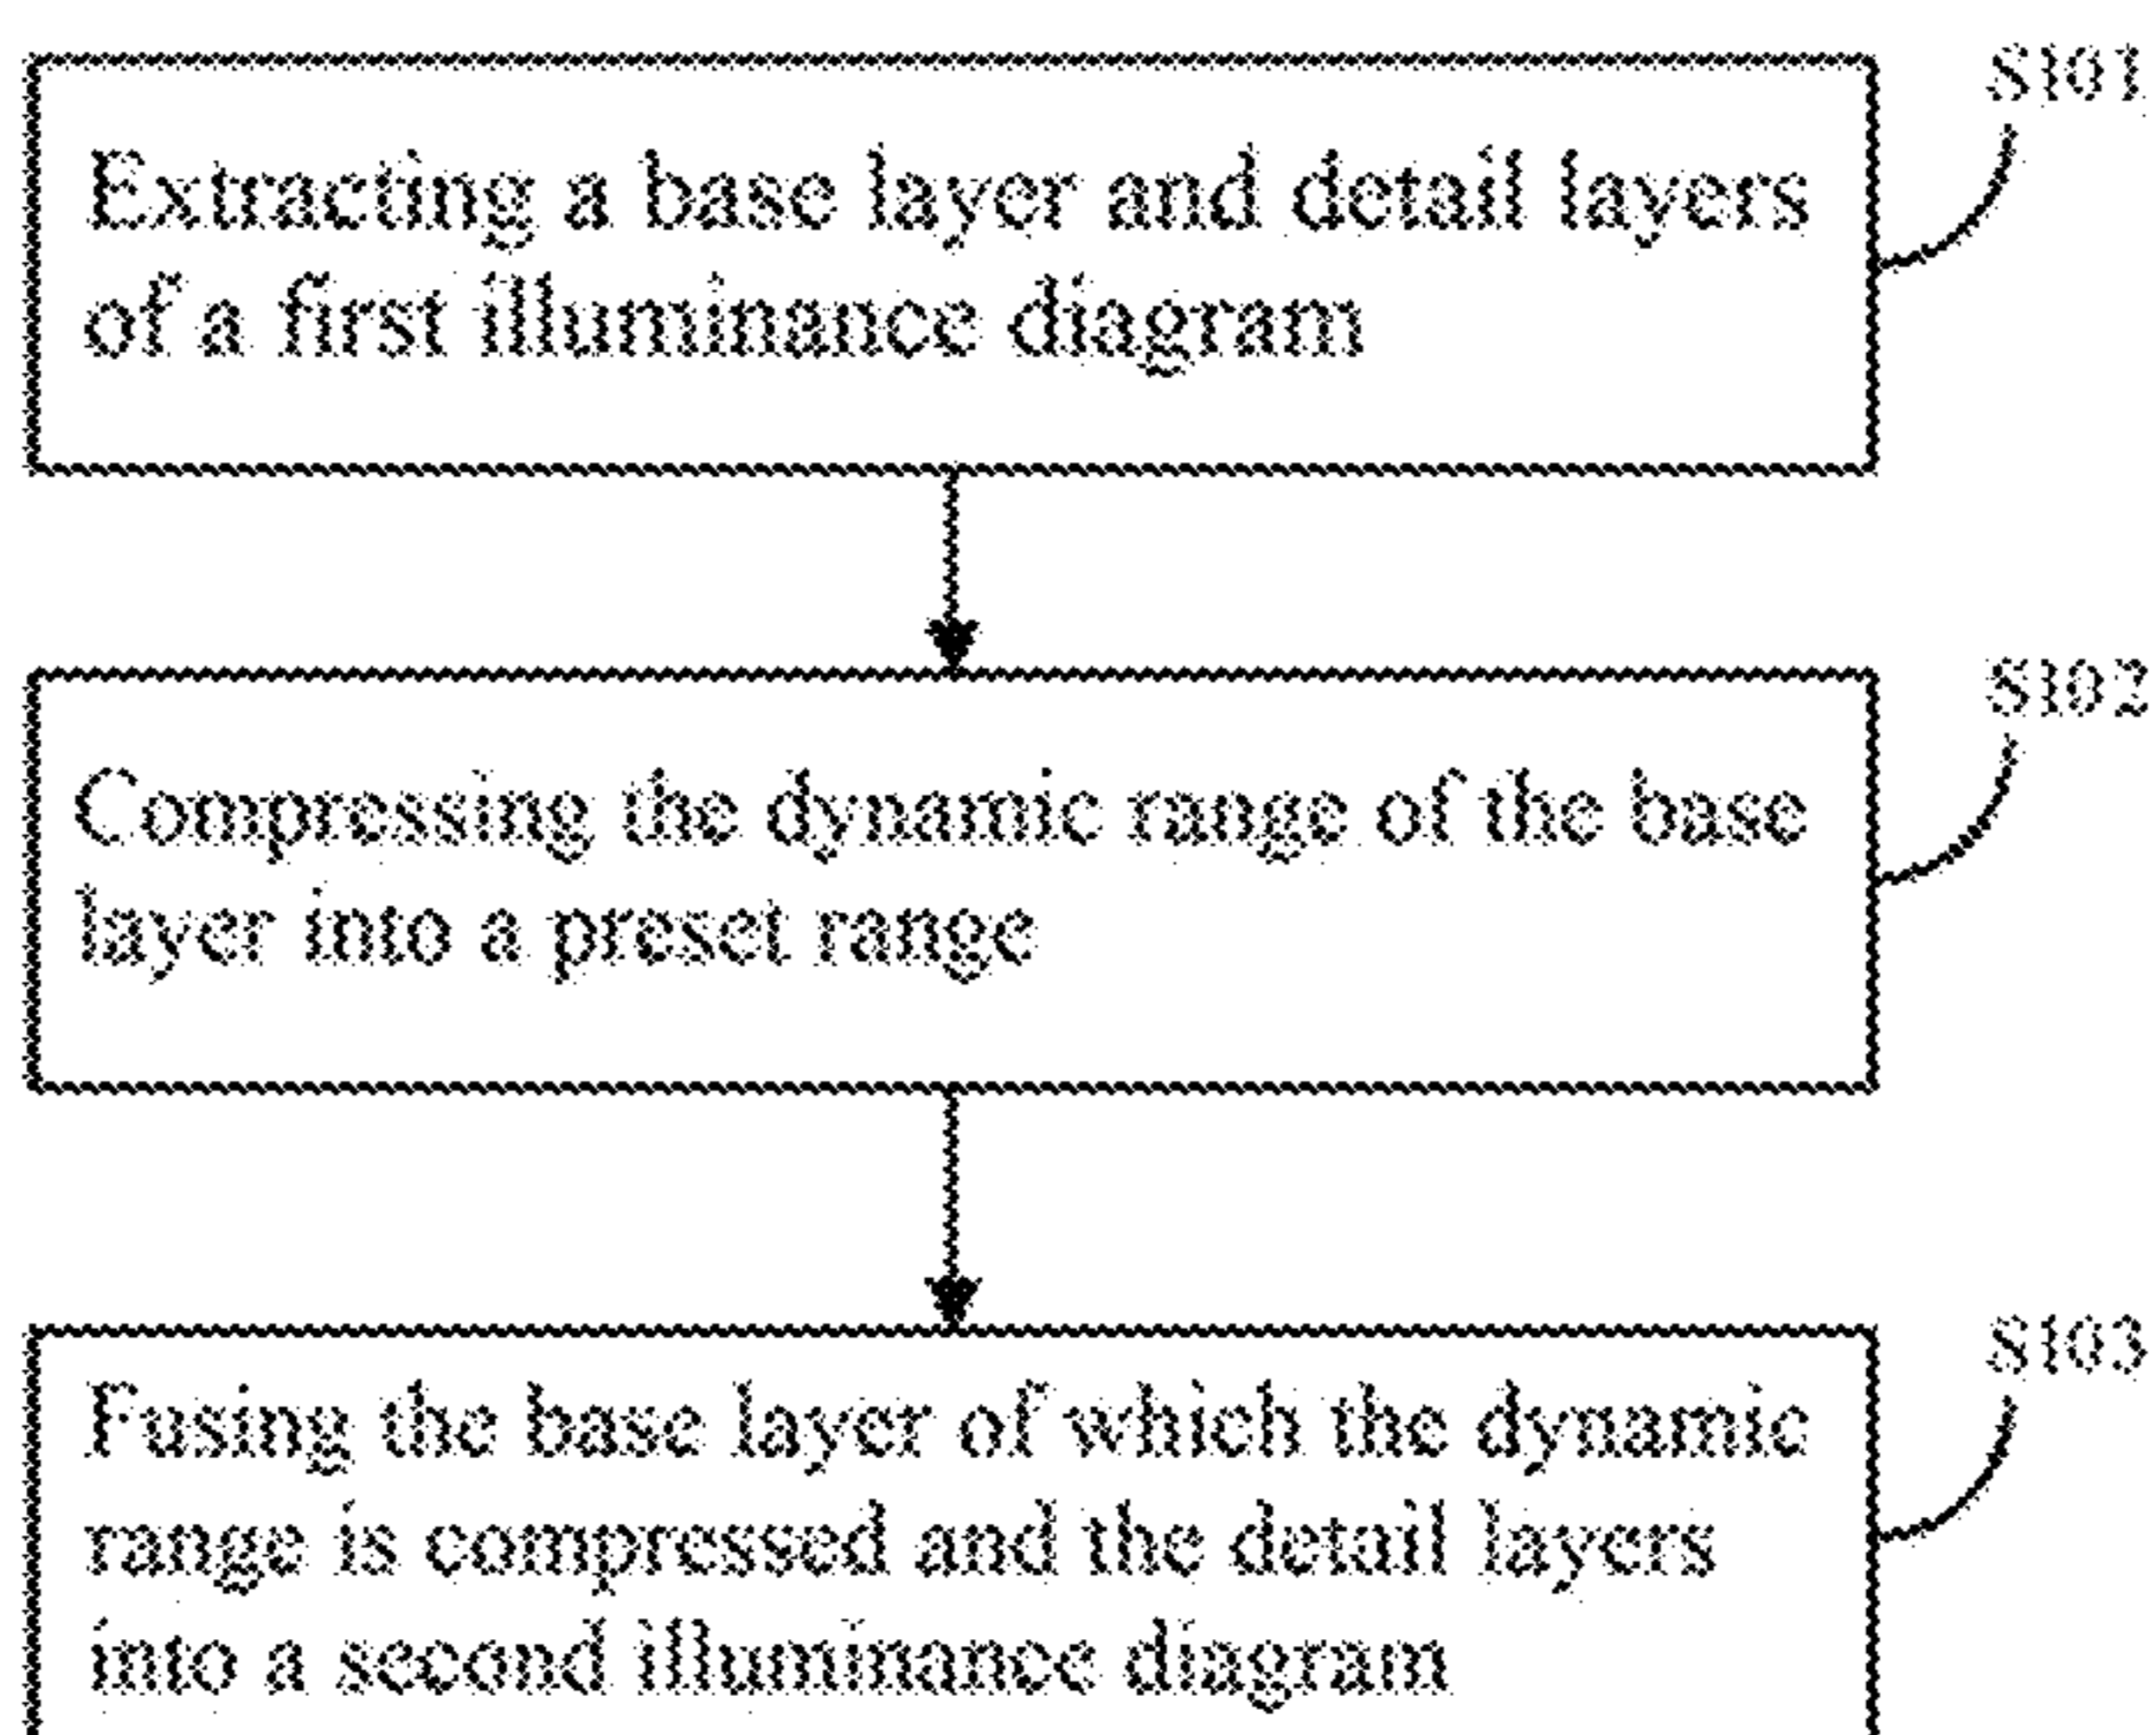 S101
Extracting a base layer and detail layers
of a first illuminance diagram
S102
Compressing the dynamic range of the base
layer into a preset range
S103
Fusing the base layer of which the dynamic
range is compressed and the detail layers
into a second illuminance diagram